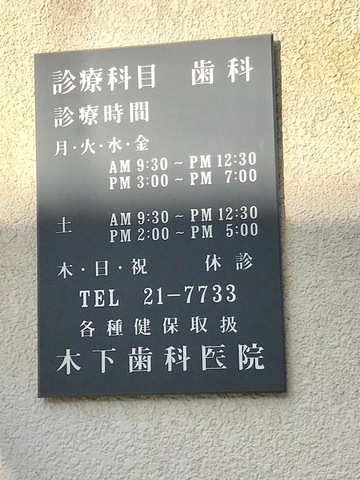 診療科目 歯科
診療時間
月・火・水・金
AM 9:30 ~ PM 12:30
PM 3:00 ~ PM 7:00
土 AM 9:30 ~ PM 12:30
PM 2:00 ~ PM 5:00
木・日・祝 休診
TEL 21-7733
各種健保取扱
木下歯科医院